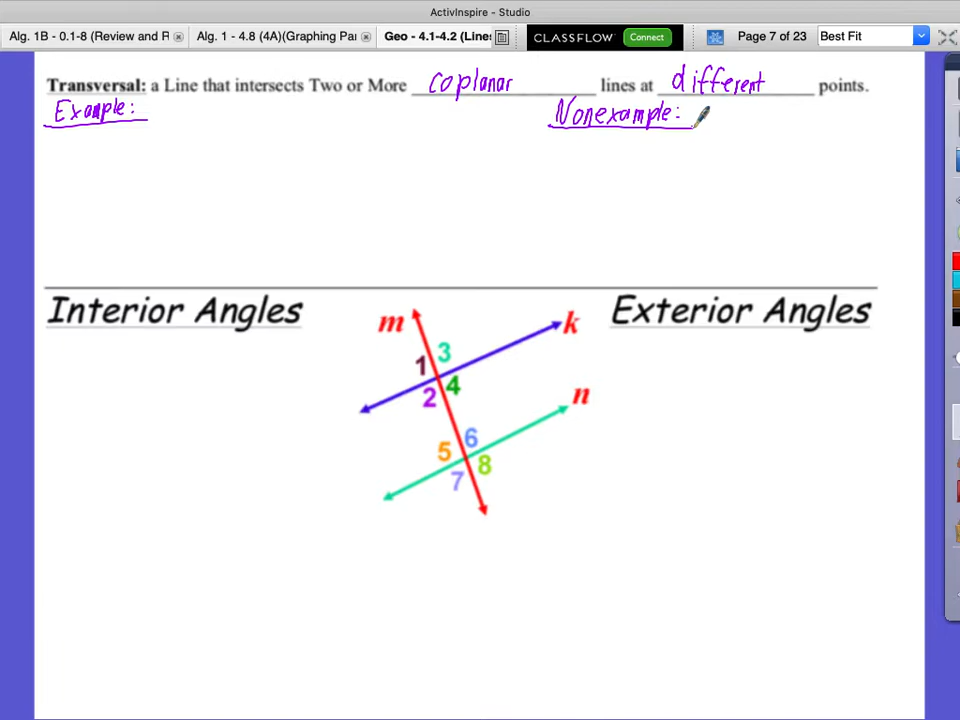 ActivInspire - Studio
Alg. 1B - 0.1-8 (Review and R
Alg. 1 - 4.8 (4A)(Graphing Par
Geo - 4.1-4.2 (Lines
CLASSFLOW
Connect
Page 7 of 23
Best Fit
Transversal: a Line that intersects Two or More coplanar lines at different points.
Example:
Nonexample:
Interior Angles
Exterior Angles
m
k
1
3
2
4
n
5
6
7
8